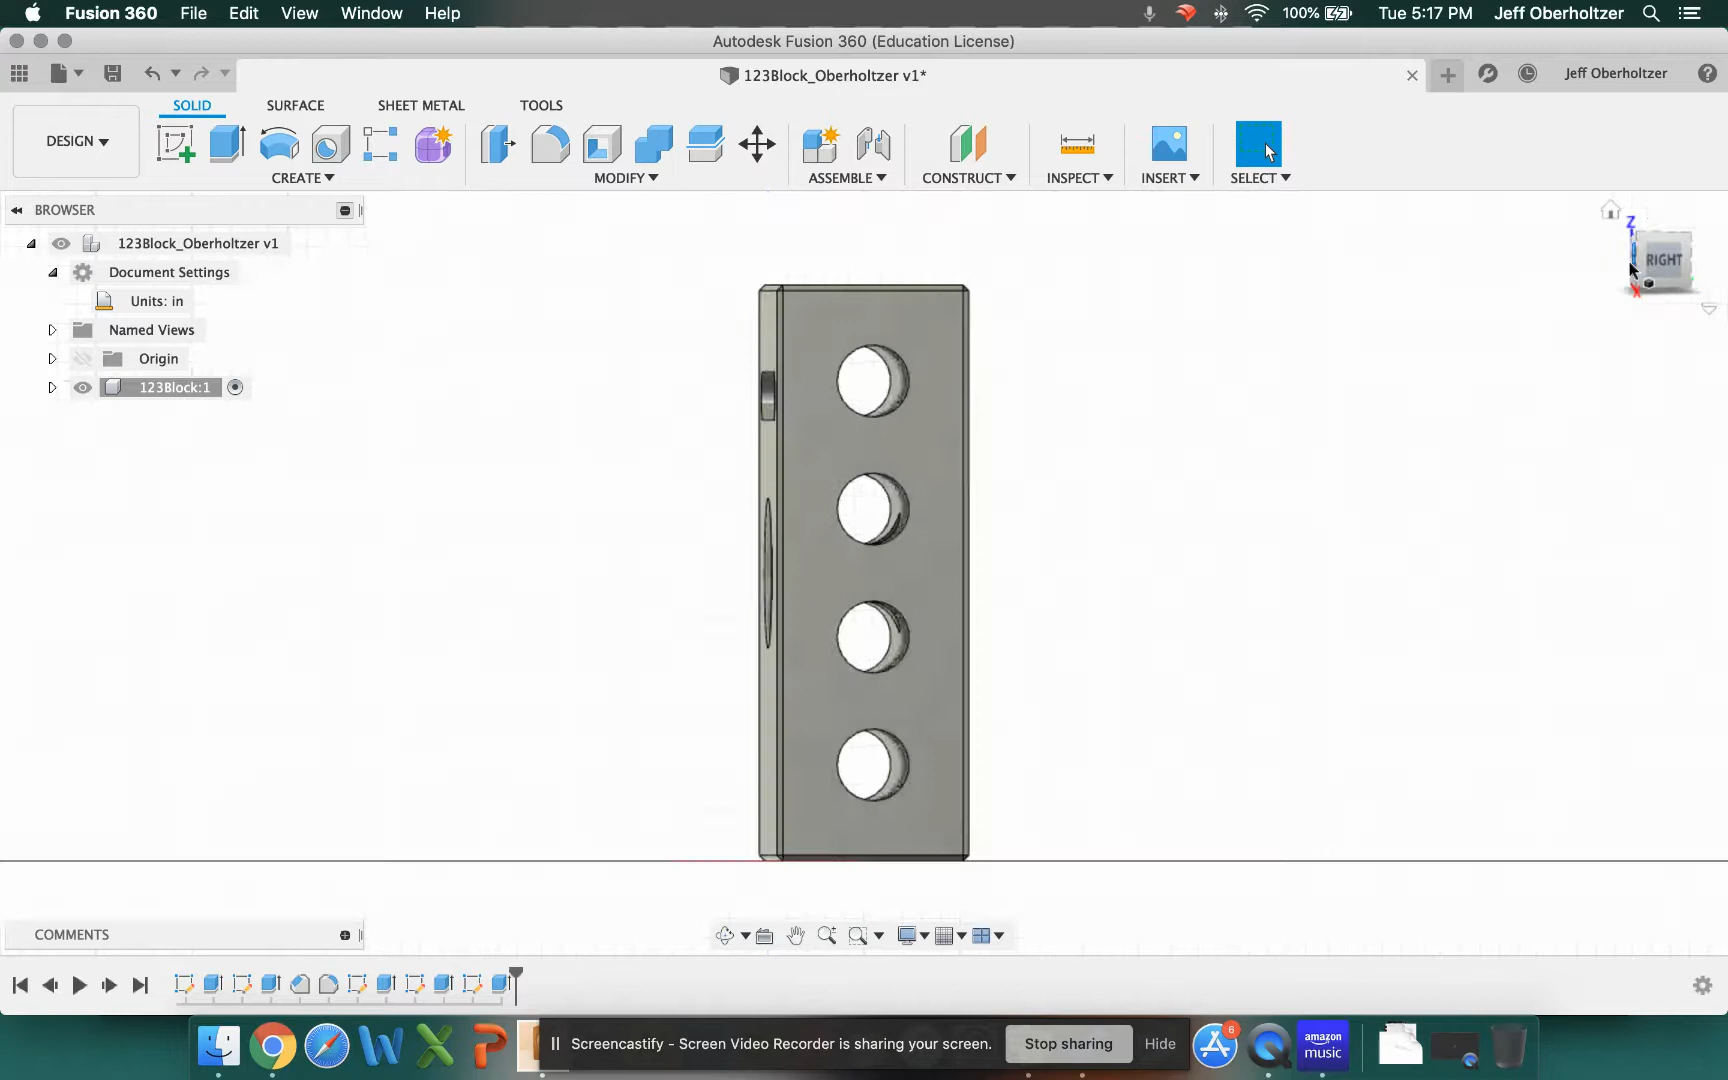 Fusion 360 File Edit View Window Help 100% Tue 5:17 PM Jeff Oberholtzer
Autodesk Fusion 360 (Education License)
123Block_Oberholtzer v1* Jeff Oberholtzer
SOLID SURFACE SHEET METAL TOOLS
DESIGN
CREATE MODIFY ASSEMBLE CONSTRUCT INSPECT INSERT SELECT
BROWSER
123Block_Oberholtzer v1
Document Settings
Units: in
Named Views
Origin
123Block:1
Z
RIGHT
X
COMMENTS
Screencastify - Screen Video Recorder is sharing your screen. Stop sharing Hide
6
amazon
music